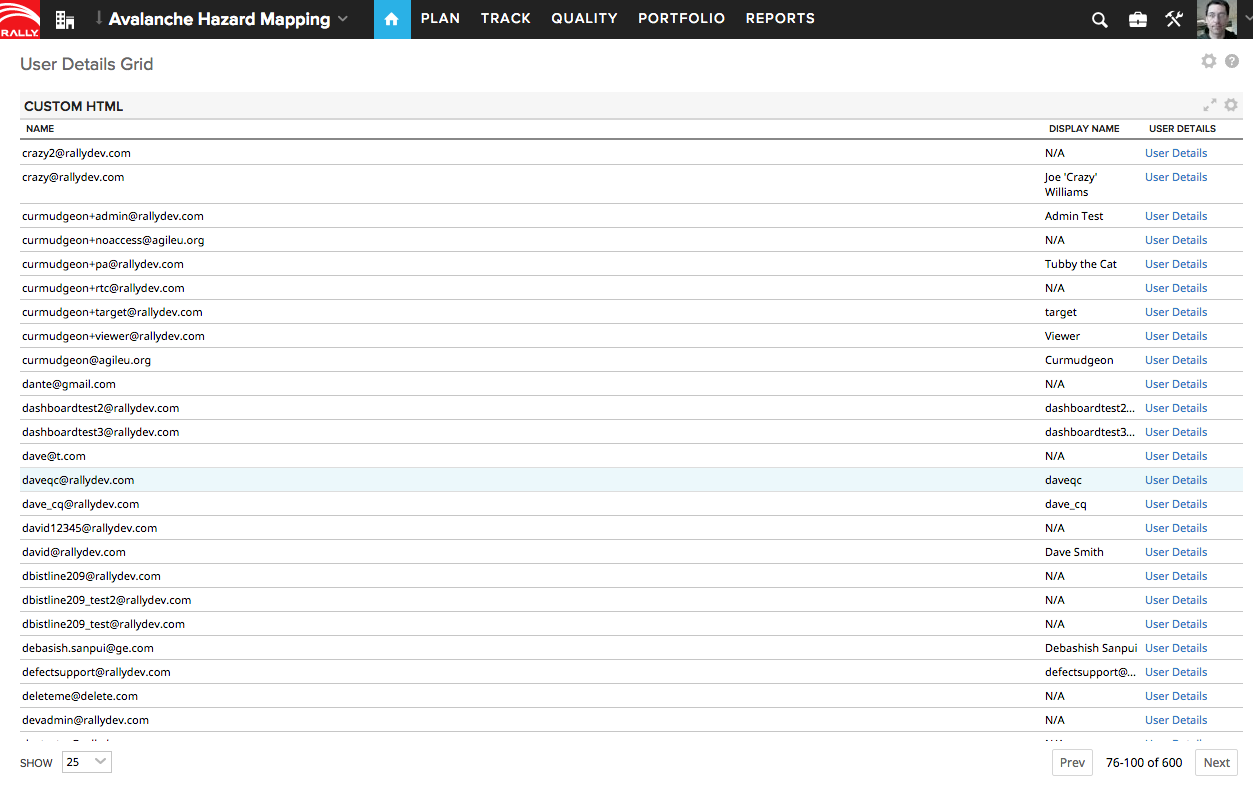 RALLY
Avalanche Hazard Mapping
PLAN TRACK QUALITY PORTFOLIO REPORTS
User Details Grid
CUSTOM HTML
NAME DISPLAY NAME USER DETAILS
crazy2@rallydev.com N/A User Details
crazy@rallydev.com Joe 'Crazy' User Details
Williams
curmudgeon+admin@rallydev.com Admin Test User Details
curmudgeon+noaccess@agileu.org N/A User Details
curmudgeon+pa@rallydev.com Tubby the Cat User Details
curmudgeon+rtc@rallydev.com N/A User Details
curmudgeon+target@rallydev.com target User Details
curmudgeon+viewer@rallydev.com Viewer User Details
curmudgeon@agileu.org Curmudgeon User Details
dante@gmail.com N/A User Details
dashboardtest2@rallydev.com dashboardtest2... User Details
dashboardtest3@rallydev.com dashboardtest3... User Details
dave@t.com N/A User Details
daveqc@rallydev.com daveqc User Details
dave_cq@rallydev.com dave_cq User Details
david12345@rallydev.com N/A User Details
david@rallydev.com Dave Smith User Details
dbistline209@rallydev.com N/A User Details
dbistline209_test2@rallydev.com N/A User Details
dbistline209_test@rallydev.com N/A User Details
debasish.sanpui@ge.com Debashish Sanpui User Details
defectsupport@rallydev.com defectsupport@... User Details
deleteme@delete.com N/A User Details
devadmin@rallydev.com N/A User Details
SHOW 25 Prev 76-100 of 600 Next